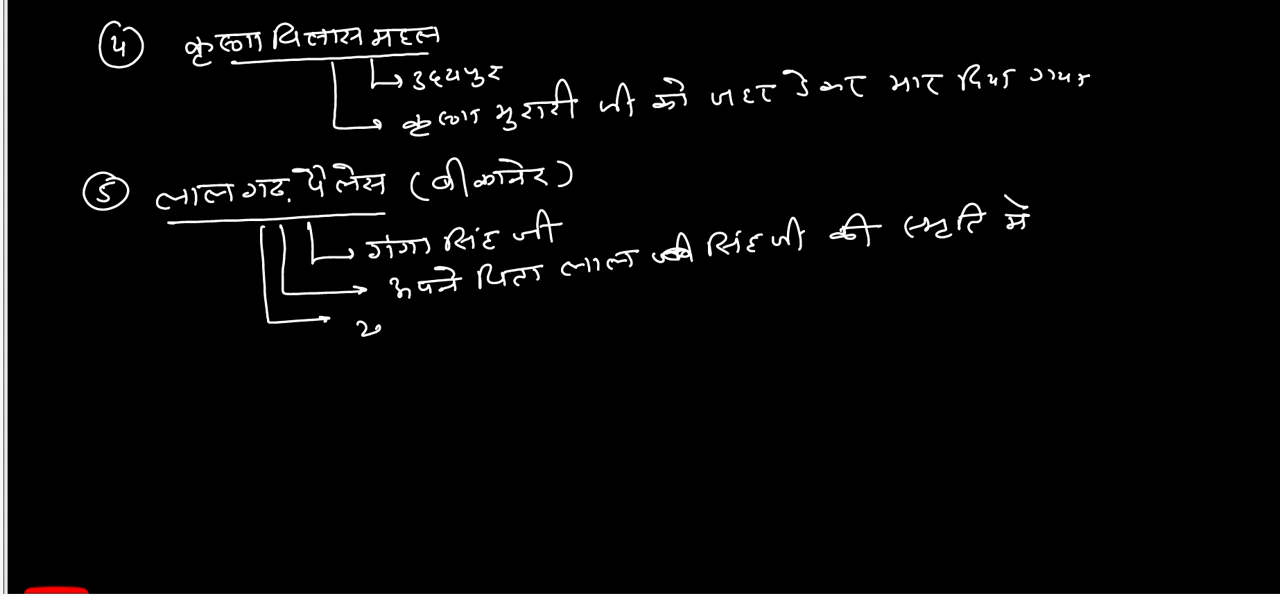 ④ कृष्णा विलास महल
उदयपुर
कृष्णा मुरारी जी को जहर देकर मार दिया गया
⑤ लालगढ़ पैलेस (बीकानेर)
गंगा सिंह जी
अपने पिता लाल सिंह जी की स्मृति में